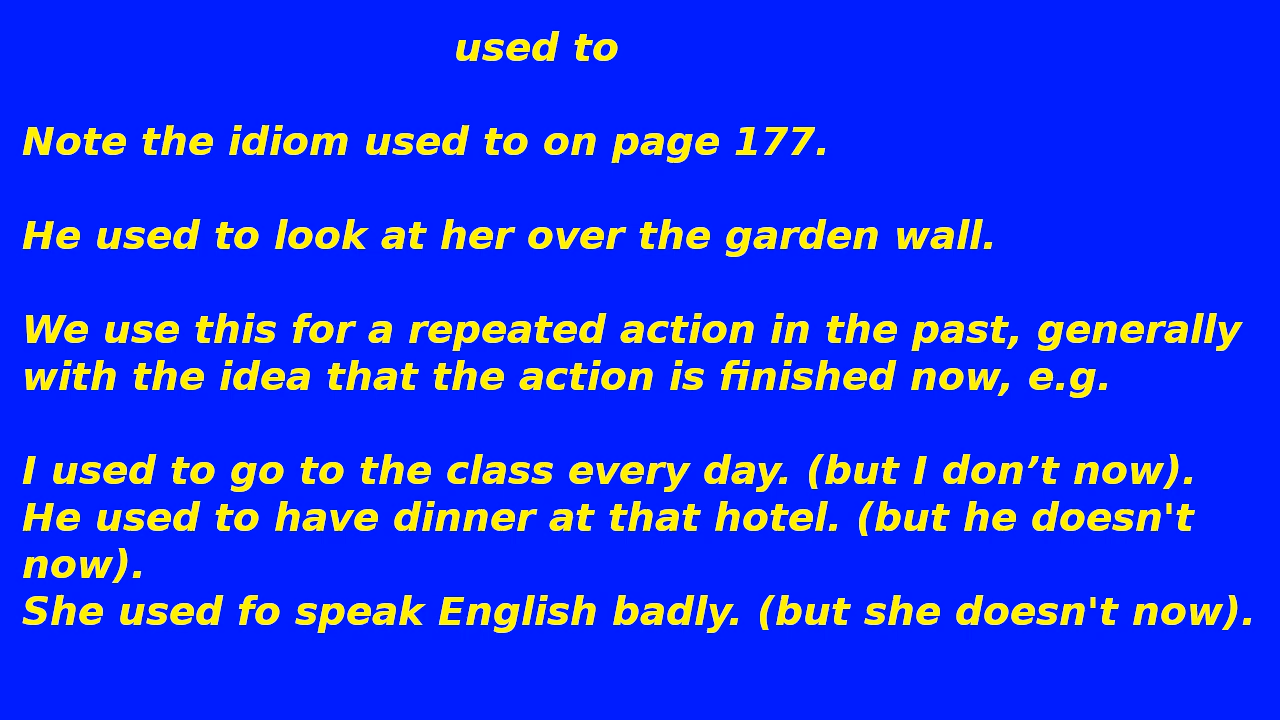 used to
Note the idiom used to on page 177.
He used to look at her over the garden wall.
We use this for a repeated action in the past, generally
with the idea that the action is finished now, e.g.
I used to go to the class every day. (but I don’t now).
He used to have dinner at that hotel. (but he doesn't
now).
She used fo speak English badly. (but she doesn't now).